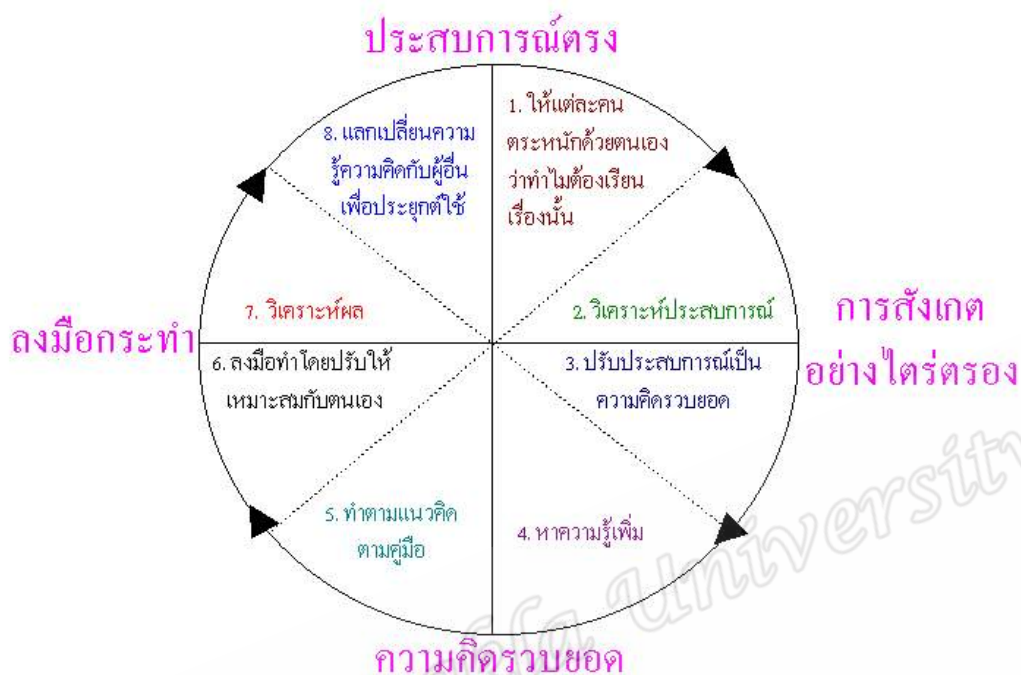 ประสบการณ์ตรง
1. ให้แต่ละคน
ตระหนักด้วยตนเอง
ว่าทำไมต้องเรียน
เรื่องนั้น
2. วิเคราะห์ประสบการณ์
การสังเกต
อย่างไตร่ตรอง
3. ปรับประสบการณ์เป็น
ความคิดรวบยอด
4. หาความรู้เพิ่ม
ความคิดรวบยอด
5. ทำตามแนวคิด
ตามคู่มือ
6. ลงมือทำโดยปรับให้
เหมาะสมกับตนเอง
ลงมือกระทำ
7. วิเคราะห์ผล
8. แลกเปลี่ยนความ
รู้ความคิดกับผู้อื่น
เพื่อประยุกต์ใช้
University